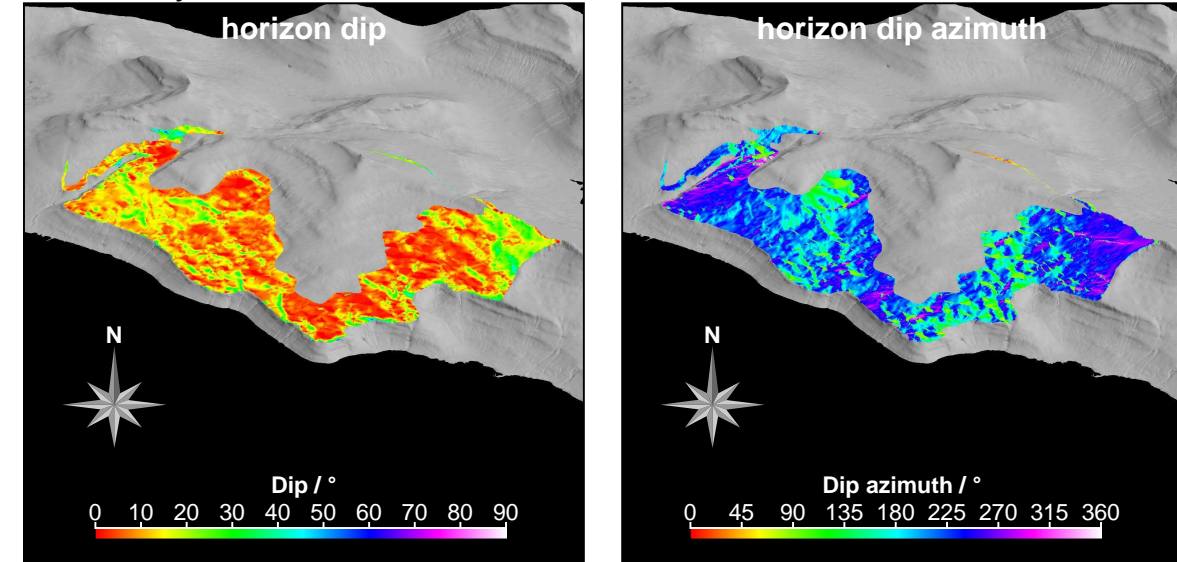 horizon dip
N
Dip / °
0 10 20 30 40 50 60 70 80 90
horizon dip azimuth
N
Dip azimuth / °
0 45 90 135 180 225 270 315 360